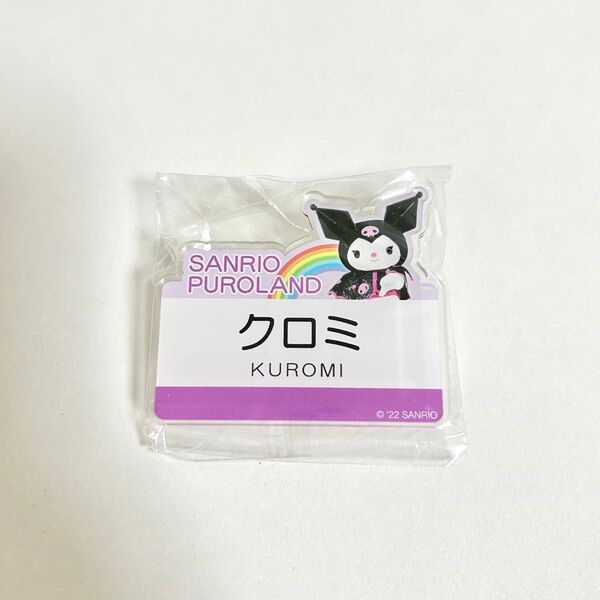 SANRIO
PUROLAND
クロミ
KUROMI
© '22 SANRIO